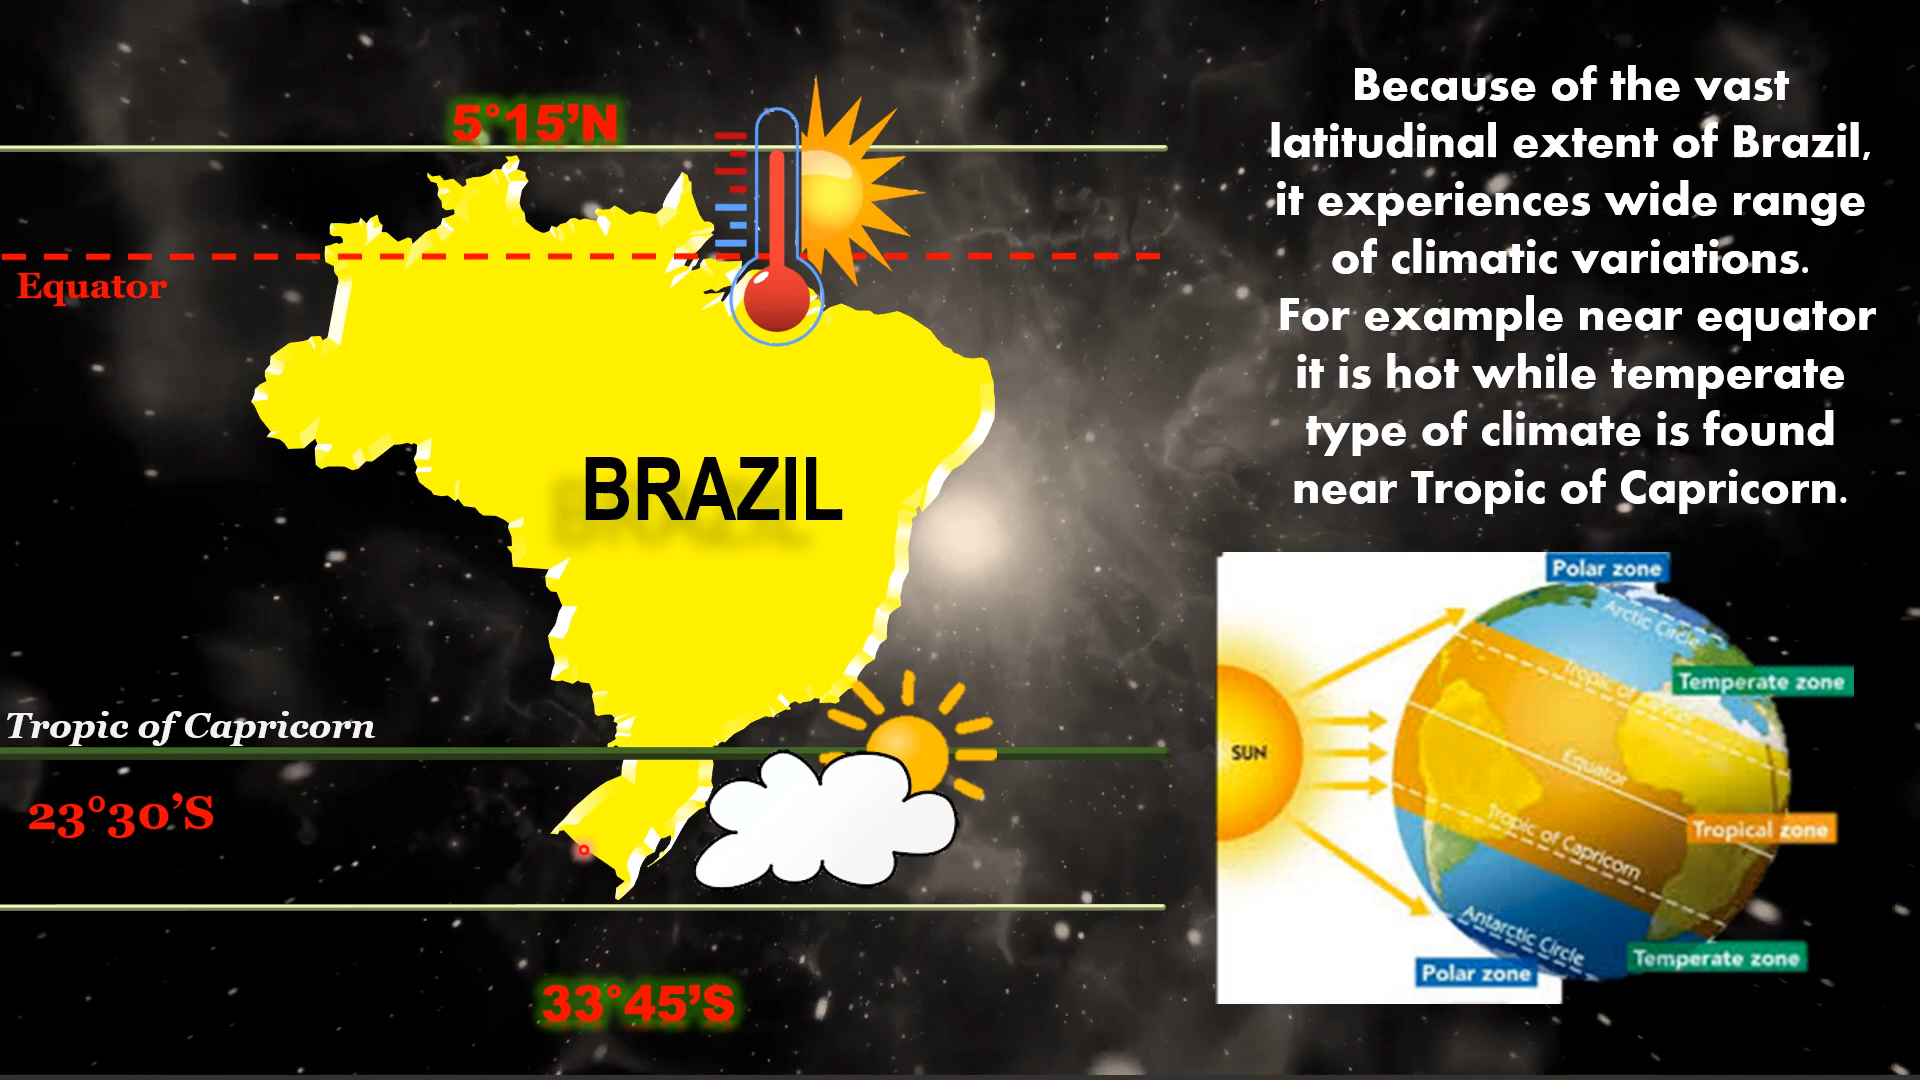 5°15’N
Equator
BRAZIL
Tropic of Capricorn
23°30’S
33°45’S
Because of the vast
latitudinal extent of Brazil,
it experiences wide range
of climatic variations.
For example near equator
it is hot while temperate
type of climate is found
near Tropic of Capricorn.
Polar zone
Arctic Circle
Temperate zone
Tropic of Cancer
SUN
Equator
Tropical zone
Tropic of Capricorn
Antarctic Circle
Temperate zone
Polar zone